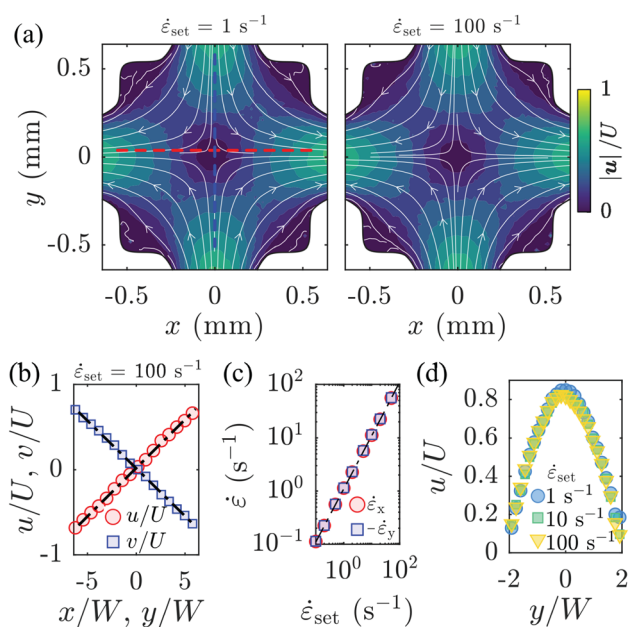 (a)
ε̇set = 1 s⁻¹
ε̇set = 100 s⁻¹
y (mm)
0.5
0
-0.5
-0.5 0 0.5
-0.5 0 0.5
x (mm)
x (mm)
1
0
|u|/U
(b)
ε̇set = 100 s⁻¹
u/U, v/U
1
0
-1
u/U
v/U
-5 0 5
x/W, y/W
(c)
ε̇ (s⁻¹)
10²
10¹
10⁰
10⁻¹
ε̇x
-ε̇y
10⁰ 10²
ε̇set (s⁻¹)
(d)
u/U
0.8
0.6
0.4
0.2
0
ε̇set
1 s⁻¹
10 s⁻¹
100 s⁻¹
-2 0 2
y/W